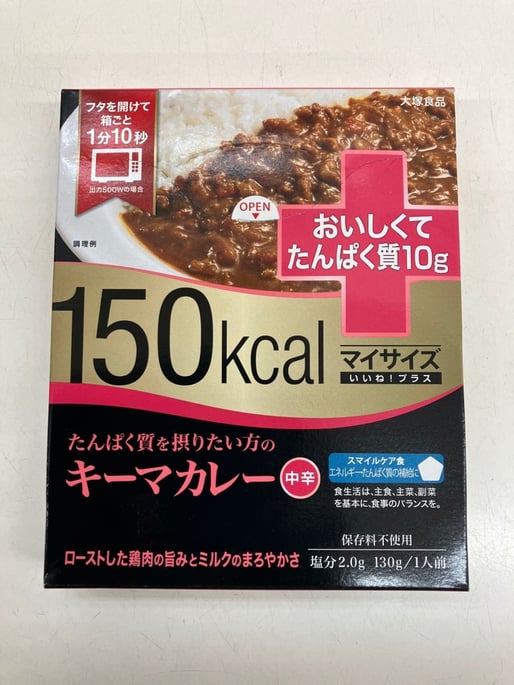 フタを開けて
箱ごと
1分10秒
出力500Wの場合
大塚食品
OPEN
調理例
おいしくて
たんぱく質10g
150kcal
マイサイズ
いいね!プラス
たんぱく質を摂りたい方の
キーマカレー 中辛
スマイルケア食
エネルギー・たんぱく質の補給に
食生活は、主食、主菜、副菜
を基本に、食事のバランスを。
保存料不使用
ローストした鶏肉の旨みとミルクのまろやかさ
塩分2.0g 130g/1人前